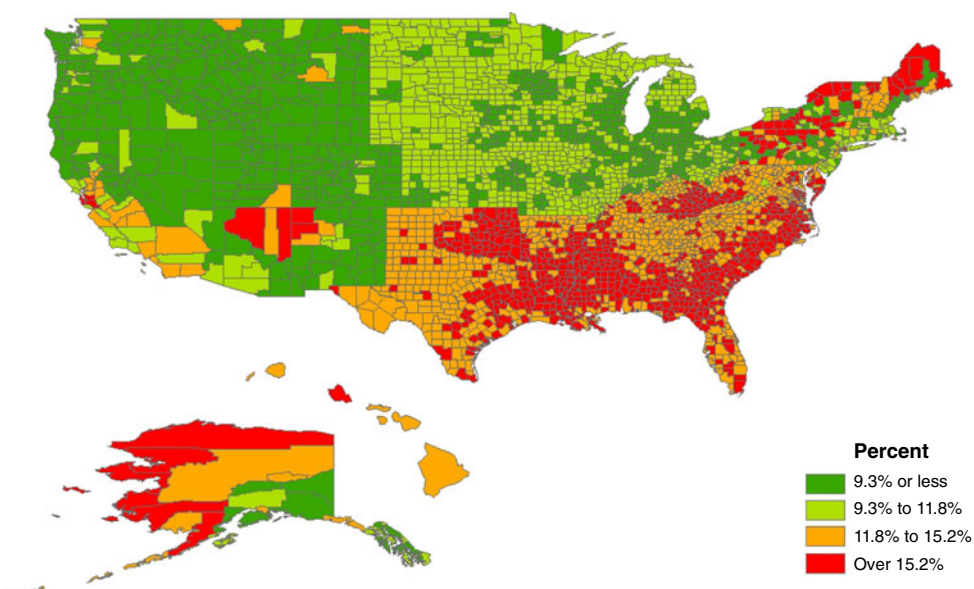 Percent
9.3% or less
9.3% to 11.8%
11.8% to 15.2%
Over 15.2%